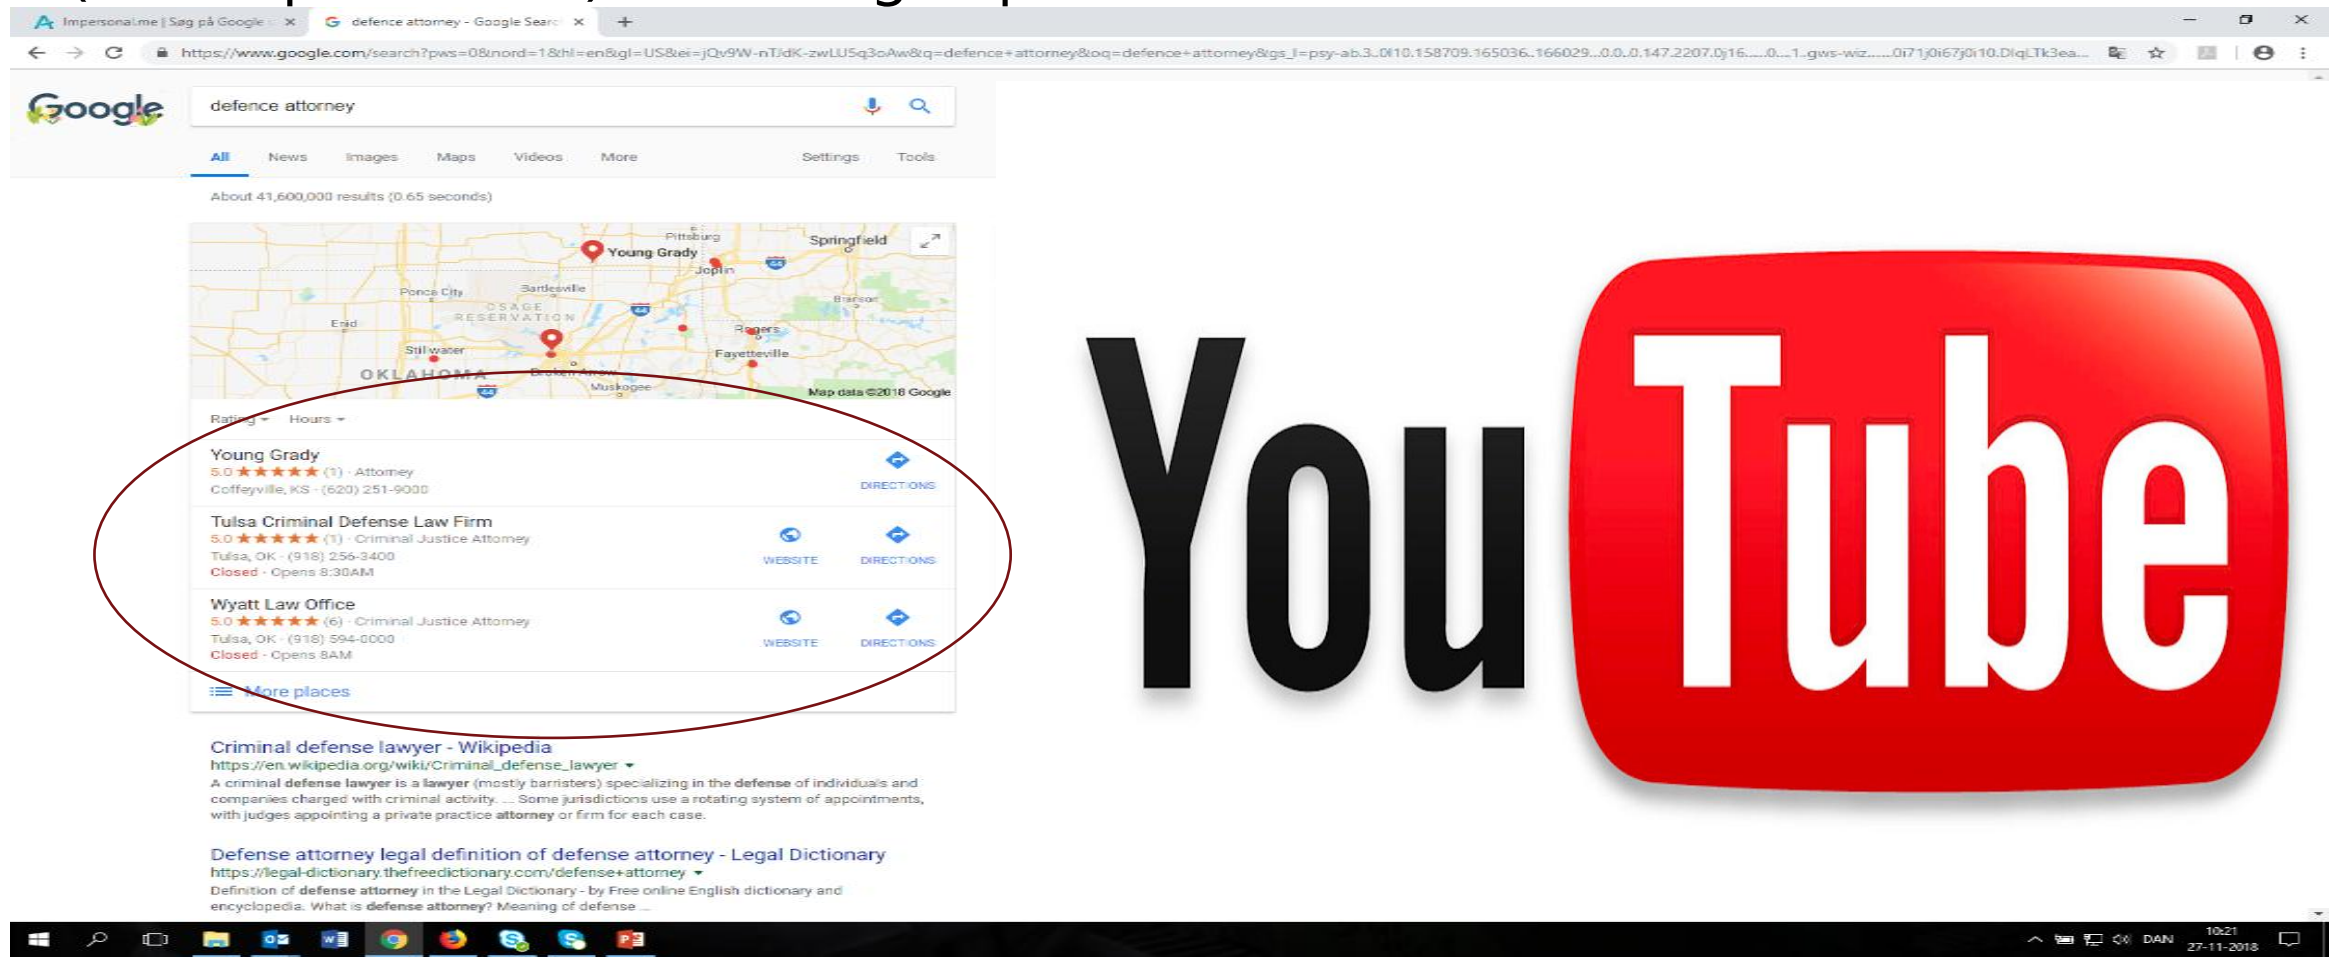 Impersonal.me | Søg på Google
defence attorney - Google Searc
https://www.google.com/search?pws=0&nord=1&hl=en&gl=US&ei=jQv9W-nTJdK-zwLU5q3oAw&q=defence+attorney&oq=defence+attorney&gs_l=psy-ab.3..0l10.158709.165036..166029...0.0..0.147.2207.0j16......0....1..gws-wiz.......0i71j0i67j0i10.DlqLTk3ea...
Google
defence attorney
All News Images Maps Videos More Settings Tools
About 41,600,000 results (0.65 seconds)
Pittsburg
Springfield
Young Grady
44
Joplin
Ponca City
Bartlesville
Branson
OSAGE
RESERVATION
44
Enid
Rogers
Stillwater
Fayetteville
OKLAHOMA
Broken Arrow
44
Muskogee
Map data ©2018 Google
Rating Hours
Young Grady
5.0 ★★★★★ (1) · Attorney
Coffeyville, KS · (620) 251-9000
DIRECTIONS
Tulsa Criminal Defense Law Firm
5.0 ★★★★★ (1) · Criminal Justice Attorney
Tulsa, OK · (918) 256-3400
WEBSITE DIRECTIONS
Closed · Opens 8:30AM
Wyatt Law Office
5.0 ★★★★★ (6) · Criminal Justice Attorney
Tulsa, OK · (918) 594-0000
WEBSITE DIRECTIONS
Closed · Opens 8AM
More places
Criminal defense lawyer - Wikipedia
https://en.wikipedia.org/wiki/Criminal_defense_lawyer
A criminal defense lawyer is a lawyer (mostly barristers) specializing in the defense of individuals and
companies charged with criminal activity. ... Some jurisdictions use a rotating system of appointments,
with judges appointing a private practice attorney or firm for each case.
Defense attorney legal definition of defense attorney - Legal Dictionary
https://legal-dictionary.thefreedictionary.com/defense+attorney
Definition of defense attorney in the Legal Dictionary - by Free online English dictionary and
encyclopedia. What is defense attorney? Meaning of defense ...
YouTube
DAN
10:21
27-11-2018